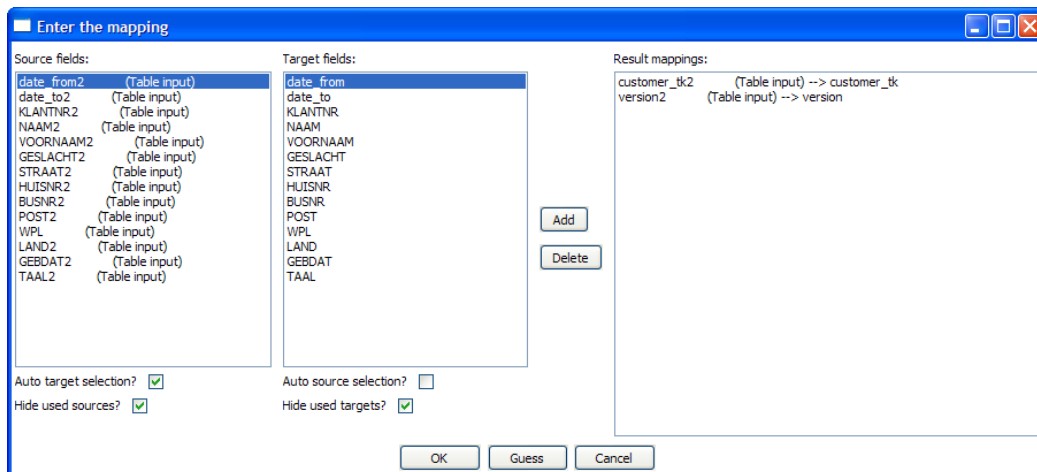 Enter the mapping
Source fields:
date_from2 (Table input)
date_to2 (Table input)
KLANTNR2 (Table input)
NAAM2 (Table input)
VOORNAAM2 (Table input)
GESLACHT2 (Table input)
STRAAT2 (Table input)
HUISNR2 (Table input)
BUSNR2 (Table input)
POST2 (Table input)
WPL (Table input)
LAND2 (Table input)
GEBDAT2 (Table input)
TAAL2 (Table input)
Auto target selection?
Hide used sources?
Target fields:
date_from
date_to
KLANTNR
NAAM
VOORNAAM
GESLACHT
STRAAT
HUISNR
BUSNR
POST
WPL
LAND
GEBDAT
TAAL
Auto source selection?
Hide used targets?
Add
Delete
Result mappings:
customer_tk2 (Table input) --> customer_tk
version2 (Table input) --> version
OK
Guess
Cancel